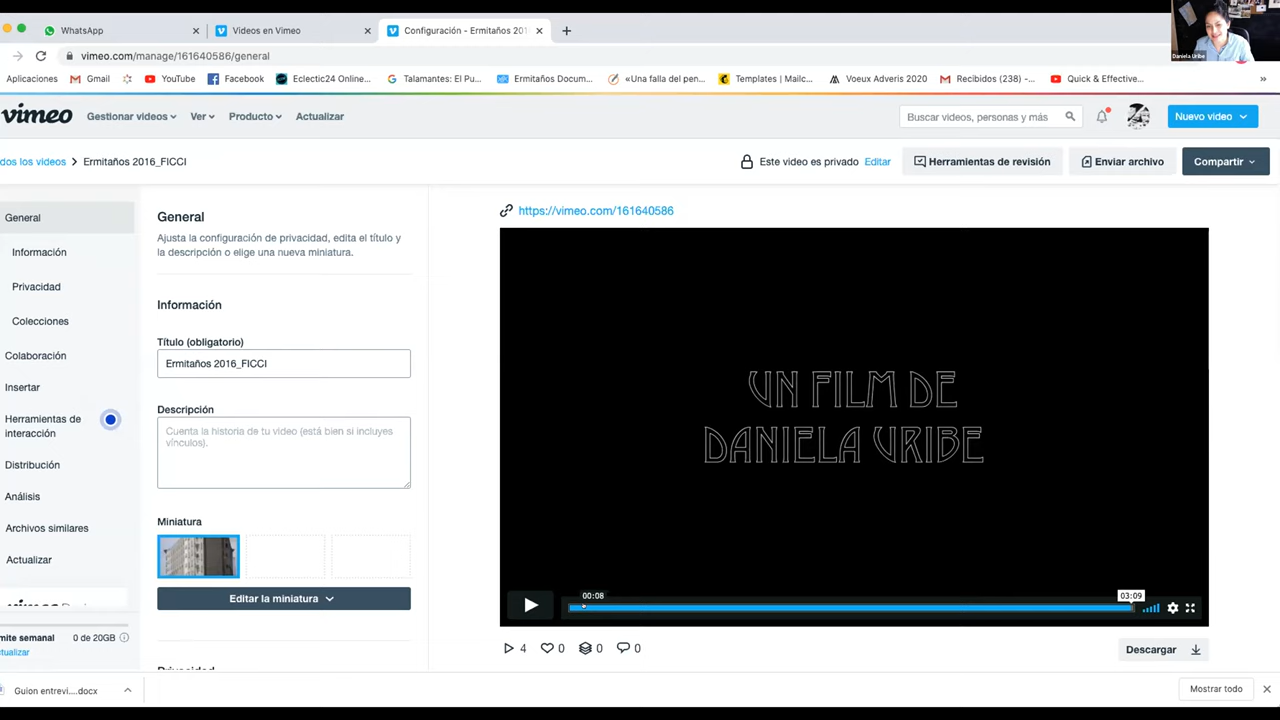 WhatsApp
Videos en Vimeo
Configuración - Ermitaños 201
vimeo.com/manage/161640586/general
Daniela Uribe
Aplicaciones
Gmail
YouTube
Facebook
Eclectic24 Online...
Talamantes: El Pu...
Ermitaños Docum...
«Una falla del pen...
Templates | Mailc...
Voeux Adveris 2020
Recibidos (238) -...
Quick & Effective...
vimeo
Gestionar videos
Ver
Producto
Actualizar
Buscar videos, personas y más
Nuevo video
dos los videos > Ermitaños 2016_FICCI
Este video es privado Editar
Herramientas de revisión
Enviar archivo
Compartir
General
Información
Privacidad
Colecciones
Colaboración
Insertar
Herramientas de
interacción
Distribución
Análisis
Archivos similares
Actualizar
mite semanal 0 de 20GB
tualizar
General
Ajusta la configuración de privacidad, edita el título y
la descripción o elige una nueva miniatura.
Información
Título (obligatorio)
Ermitaños 2016_FICCI
Descripción
Cuenta la historia de tu video (está bien si incluyes
vínculos).
Miniatura
Editar la miniatura
https://vimeo.com/161640586
UN FILM DE
DANIELA URIBE
00:08
03:09
4 0 0 0
Descargar
Guion entrevi....docx
Mostrar todo